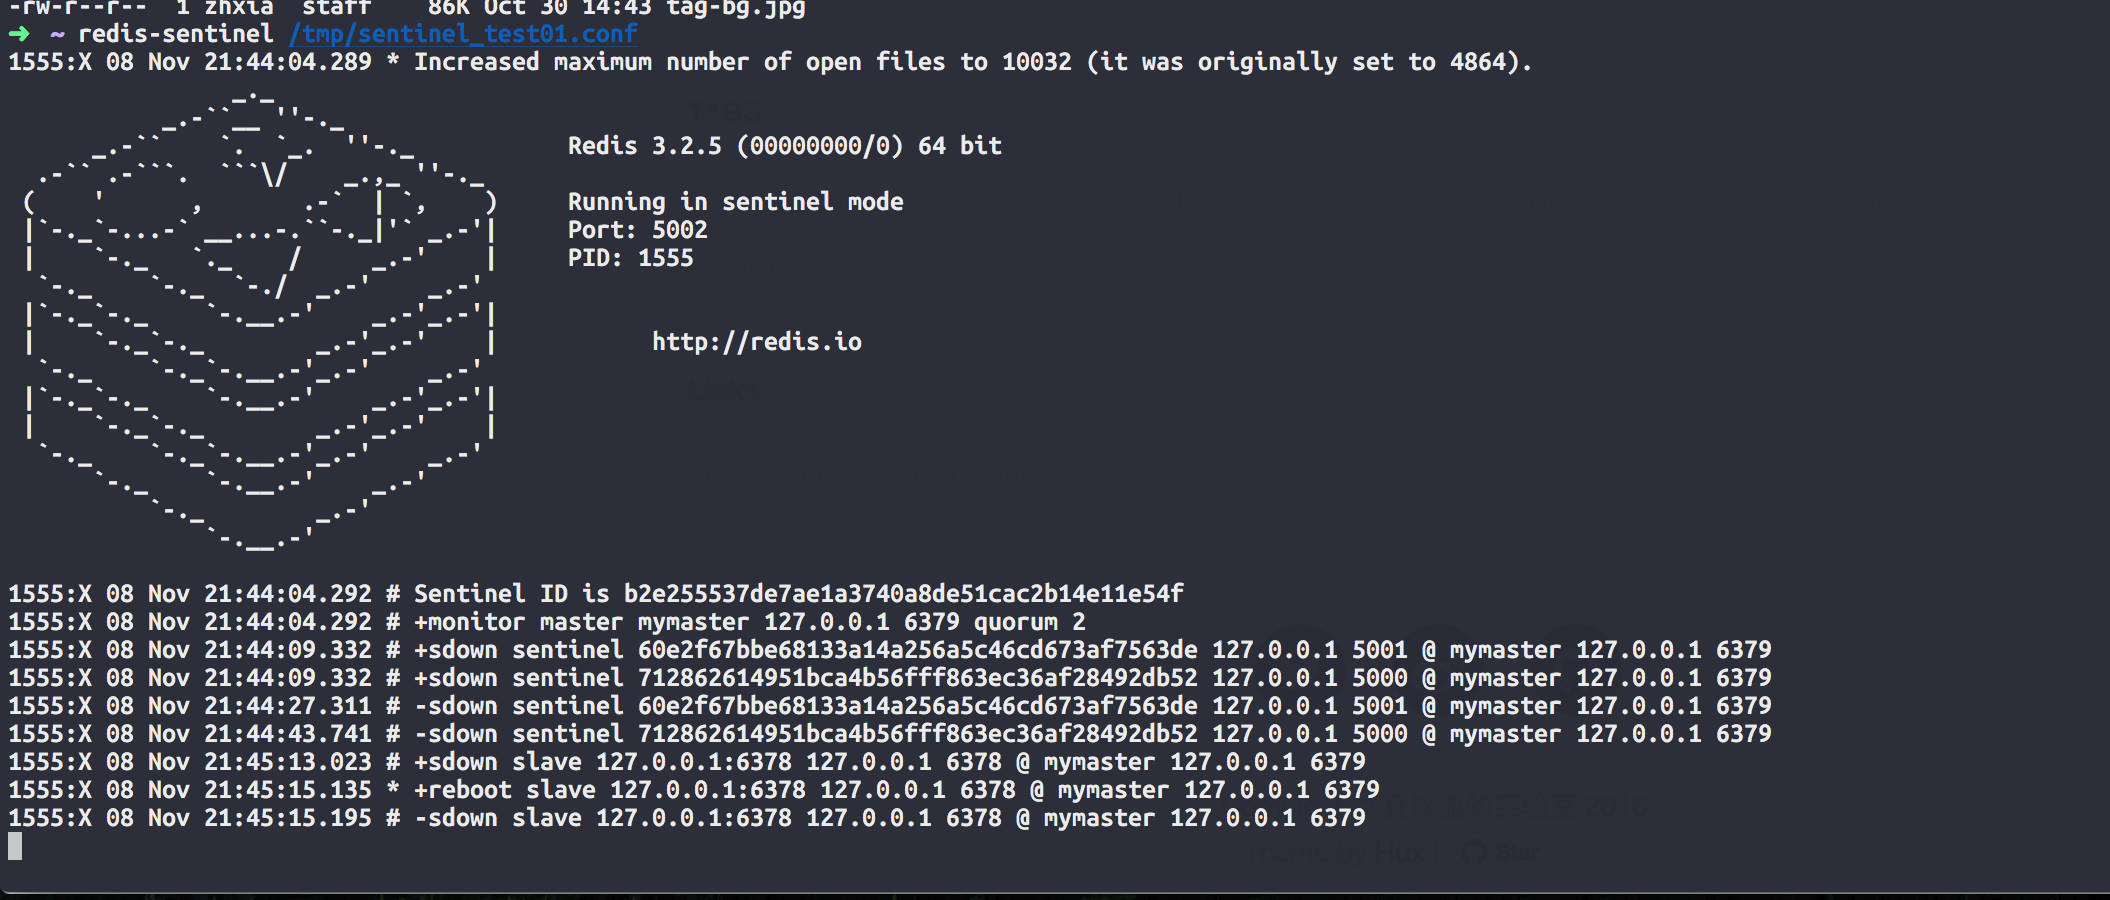 -rw-r--r-- 1 zhxia staff 86K Oct 30 14:43 tag-bg.jpg
➜ ~ redis-sentinel /tmp/sentinel_test01.conf
1555:X 08 Nov 21:44:04.289 * Increased maximum number of open files to 10032 (it was originally set to 4864).
TAGS
Redis 3.2.5 (00000000/0) 64 bit
Running in sentinel mode
Port: 5002
PID: 1555
http://redis.io
Links
1555:X 08 Nov 21:44:04.292 # Sentinel ID is b2e255537de7ae1a3740a8de51cac2b14e11e54f
1555:X 08 Nov 21:44:04.292 # +monitor master mymaster 127.0.0.1 6379 quorum 2
1555:X 08 Nov 21:44:09.332 # +sdown sentinel 60e2f67bbe68133a14a256a5c46cd673af7563de 127.0.0.1 5001 @ mymaster 127.0.0.1 6379
1555:X 08 Nov 21:44:09.332 # +sdown sentinel 712862614951bca4b56fff863ec36af28492db52 127.0.0.1 5000 @ mymaster 127.0.0.1 6379
1555:X 08 Nov 21:44:27.311 # -sdown sentinel 60e2f67bbe68133a14a256a5c46cd673af7563de 127.0.0.1 5001 @ mymaster 127.0.0.1 6379
1555:X 08 Nov 21:44:43.741 # -sdown sentinel 712862614951bca4b56fff863ec36af28492db52 127.0.0.1 5000 @ mymaster 127.0.0.1 6379
1555:X 08 Nov 21:45:13.023 # +sdown slave 127.0.0.1:6378 127.0.0.1 6378 @ mymaster 127.0.0.1 6379
1555:X 08 Nov 21:45:15.135 * +reboot slave 127.0.0.1:6378 127.0.0.1 6378 @ mymaster 127.0.0.1 6379
1555:X 08 Nov 21:45:15.195 # -sdown slave 127.0.0.1:6378 127.0.0.1 6378 @ mymaster 127.0.0.1 6379
2016
Theme by Hux | Star